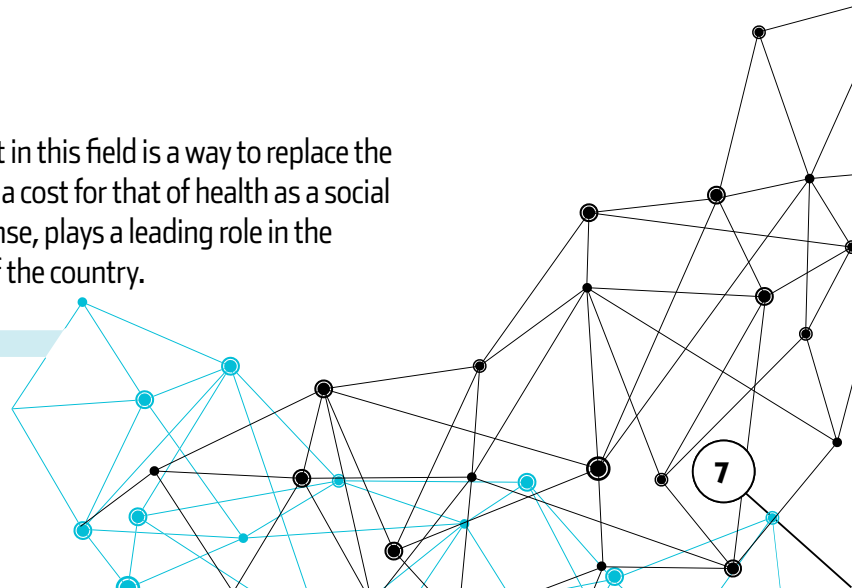 t in this field is a way to replace the
a cost for that of health as a social
nse, plays a leading role in the
f the country.
7